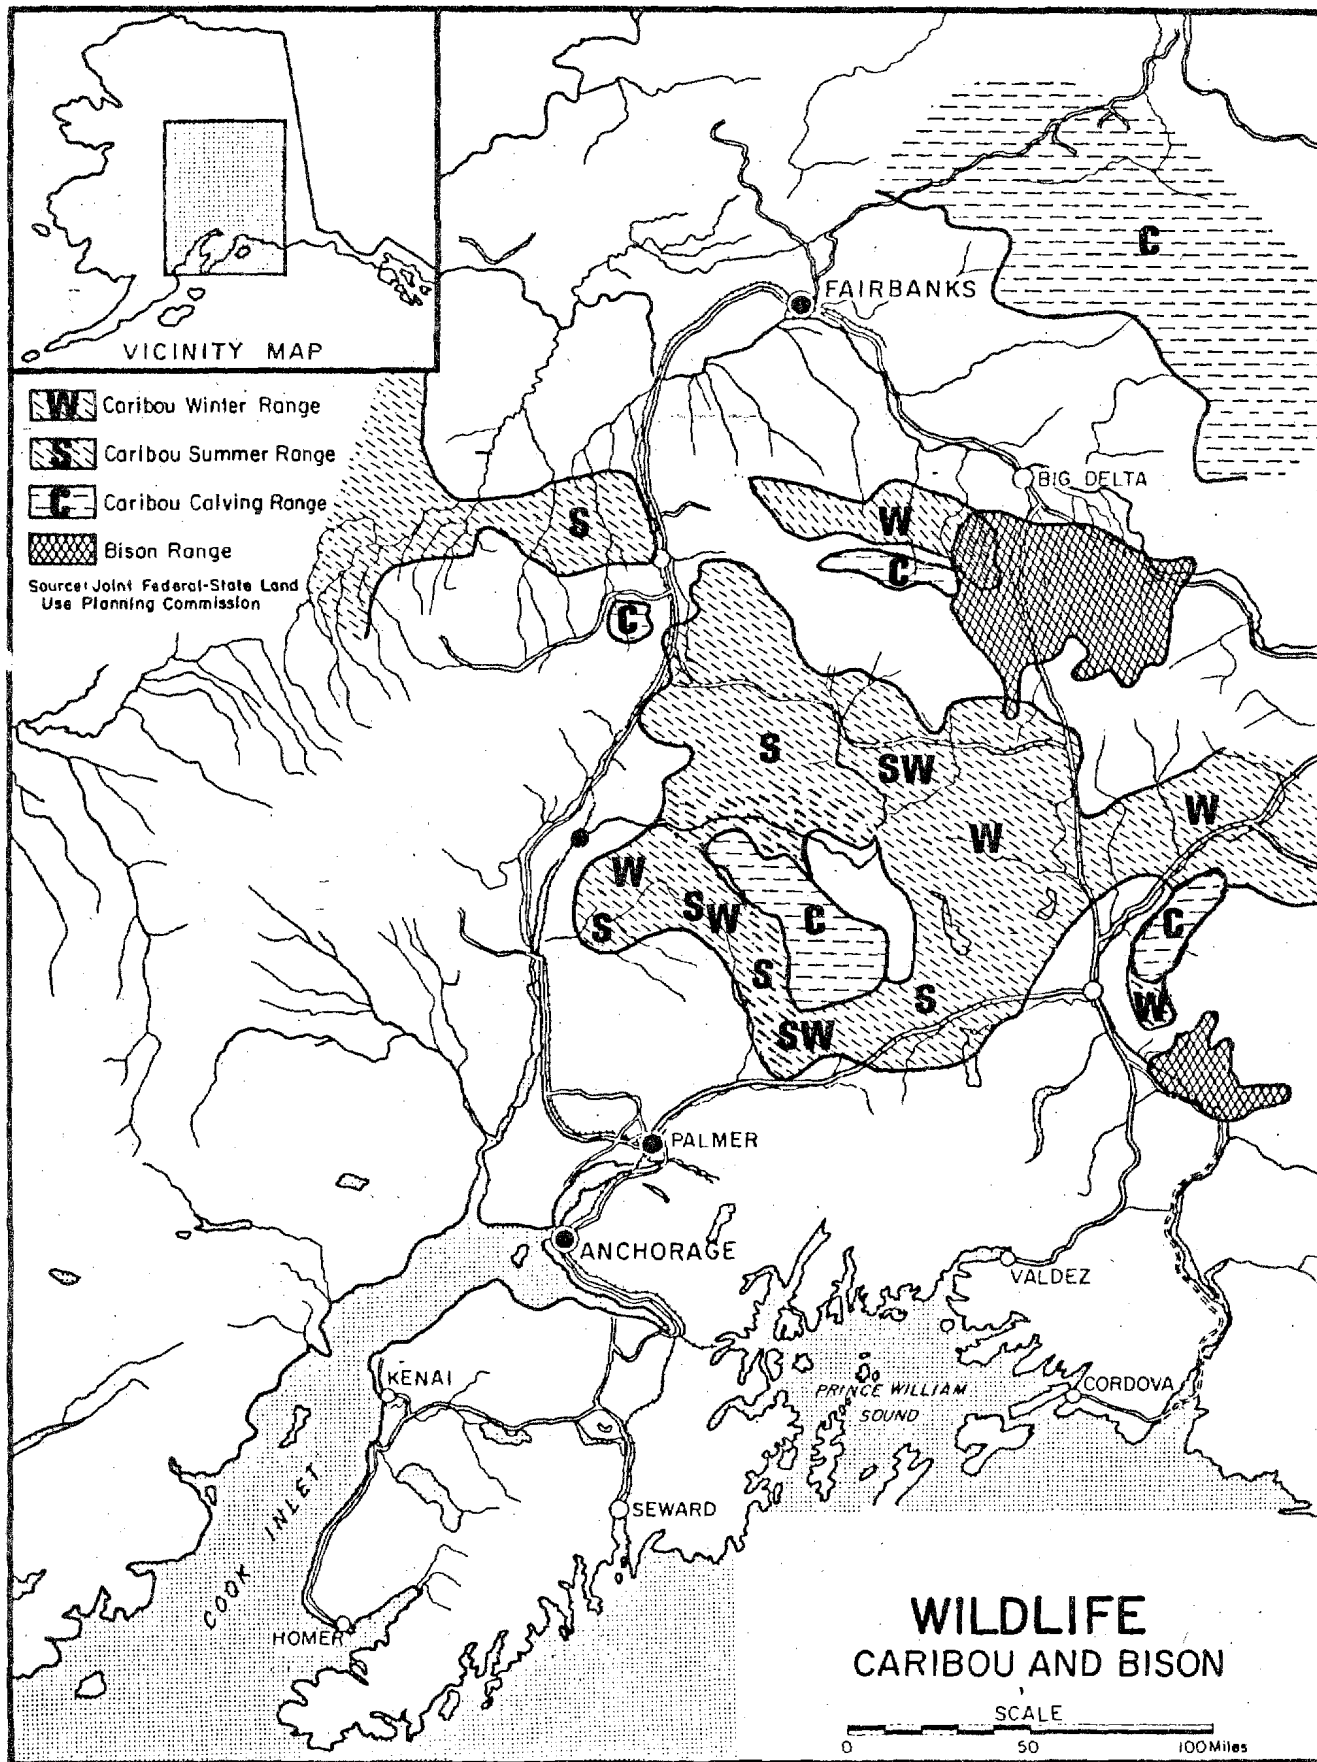 VICINITY MAP
W Caribou Winter Range
S Caribou Summer Range
C Caribou Calving Range
Bison Range
Source: Joint Federal-State Land
Use Planning Commission
C
FAIRBANKS
BIG DELTA
S
W
C
C
S
SW
W
W
W
S
SW
C
C
S
S
W
SW
PALMER
ANCHORAGE
VALDEZ
KENAI
PRINCE WILLIAM
SOUND
CORDOVA
COOK INLET
SEWARD
HOMER
WILDLIFE
CARIBOU AND BISON
SCALE
0 50 100 Miles